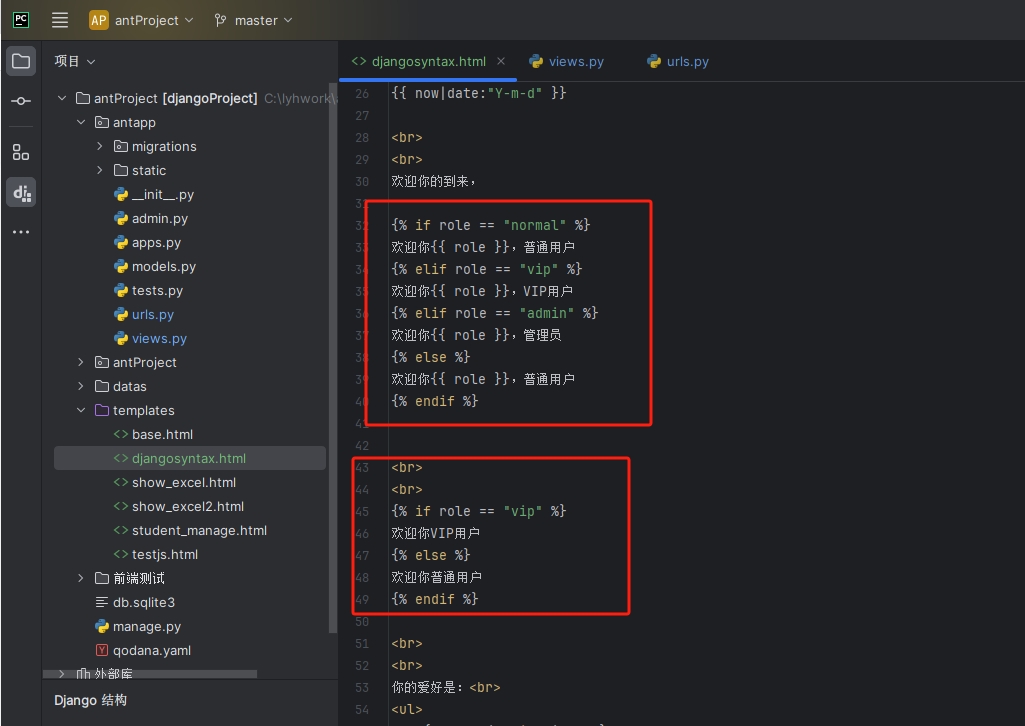 PC
AP antProject master
项目
antProject [djangoProject] C:\lyhwork\
antapp
migrations
static
__init__.py
admin.py
apps.py
models.py
tests.py
urls.py
views.py
antProject
datas
templates
base.html
djangosyntax.html
show_excel.html
show_excel2.html
student_manage.html
testjs.html
前端测试
db.sqlite3
manage.py
qodana.yaml
外部库
Django 结构
djangosyntax.html views.py urls.py
26 {{ now|date:"Y-m-d" }}
27
28 <br>
29 <br>
30 欢迎你的到来，
31
32 {% if role == "normal" %}
33 欢迎你{{ role }}，普通用户
34 {% elif role == "vip" %}
35 欢迎你{{ role }}，VIP用户
36 {% elif role == "admin" %}
37 欢迎你{{ role }}，管理员
38 {% else %}
39 欢迎你{{ role }}，普通用户
40 {% endif %}
41
42
43 <br>
44 <br>
45 {% if role == "vip" %}
46 欢迎你VIP用户
47 {% else %}
48 欢迎你普通用户
49 {% endif %}
50
51 <br>
52 <br>
53 你的爱好是：<br>
54 <ul>